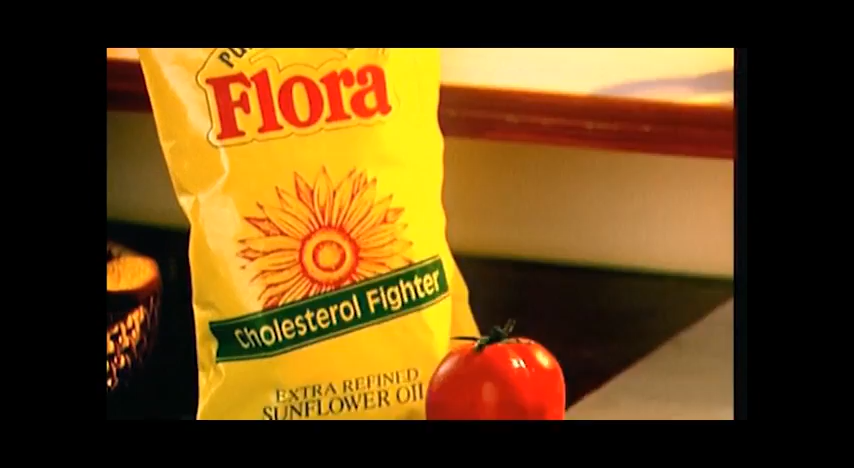 Flora
Cholesterol Fighter
EXTRA REFINED
SUNFLOWER OIL